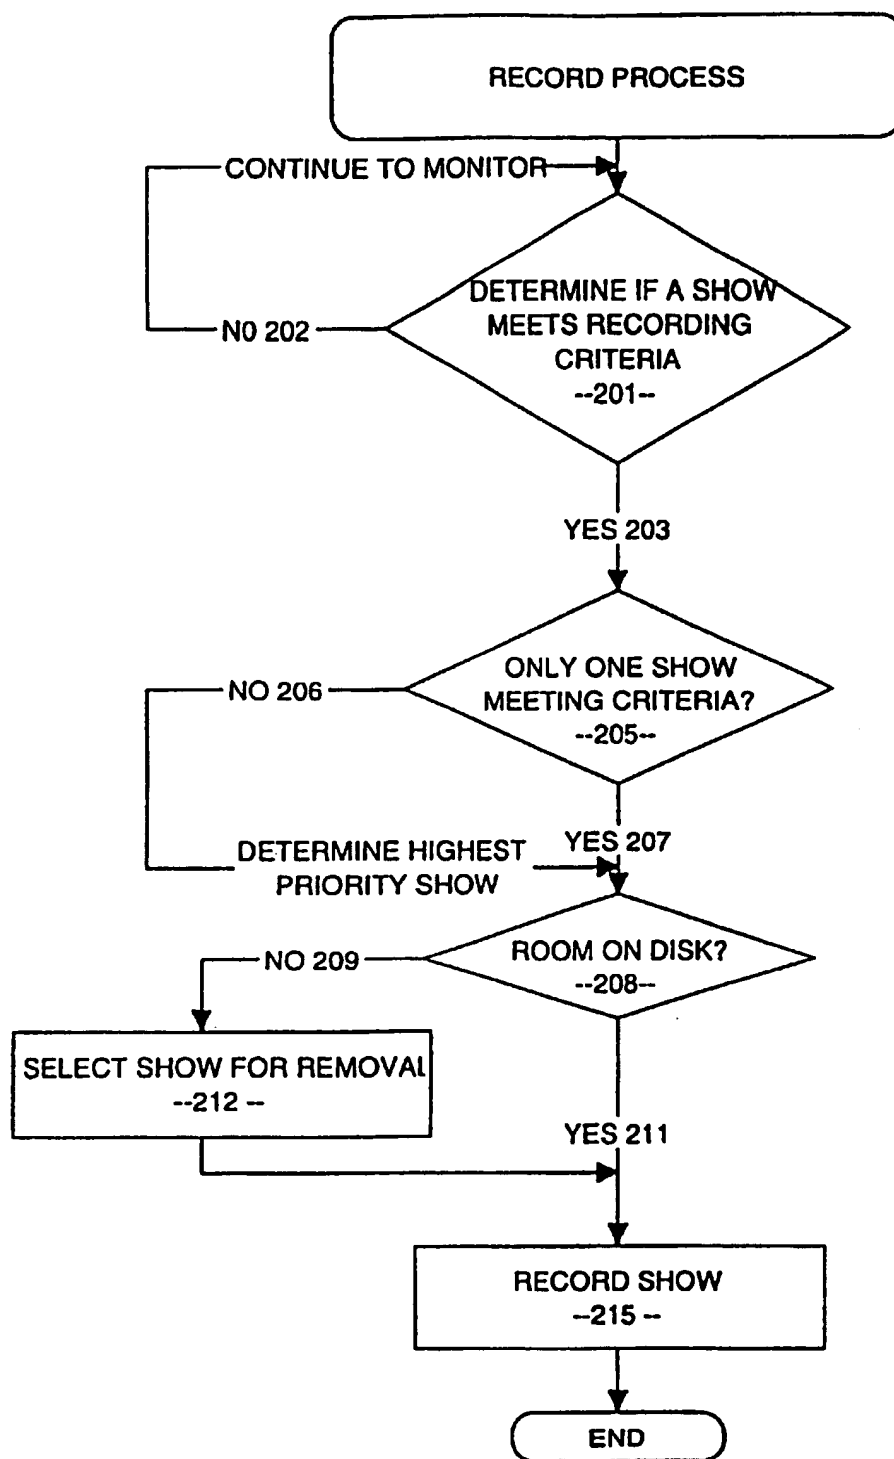 RECORD PROCESS
CONTINUE TO MONITOR
DETERMINE IF A SHOW
MEETS RECORDING
CRITERIA
--201--
N0 202
YES 203
ONLY ONE SHOW
MEETING CRITERIA?
--205--
NO 206
YES 207
DETERMINE HIGHEST
PRIORITY SHOW
ROOM ON DISK?
--208--
NO 209
SELECT SHOW FOR REMOVAL
--212 --
YES 211
RECORD SHOW
--215 --
END